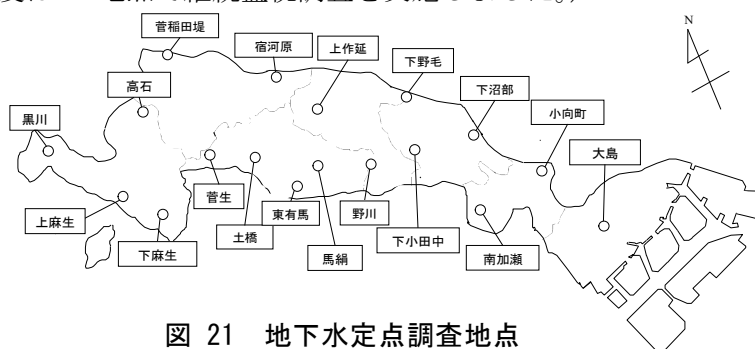 N
菅稲田堤
宿河原
上作延
下野毛
高石
下沼部
小向町
黒川
大島
菅生
上麻生
土橋
東有馬
野川
下小田中
下麻生
馬絹
南加瀬
図 21 地下水定点調査地点